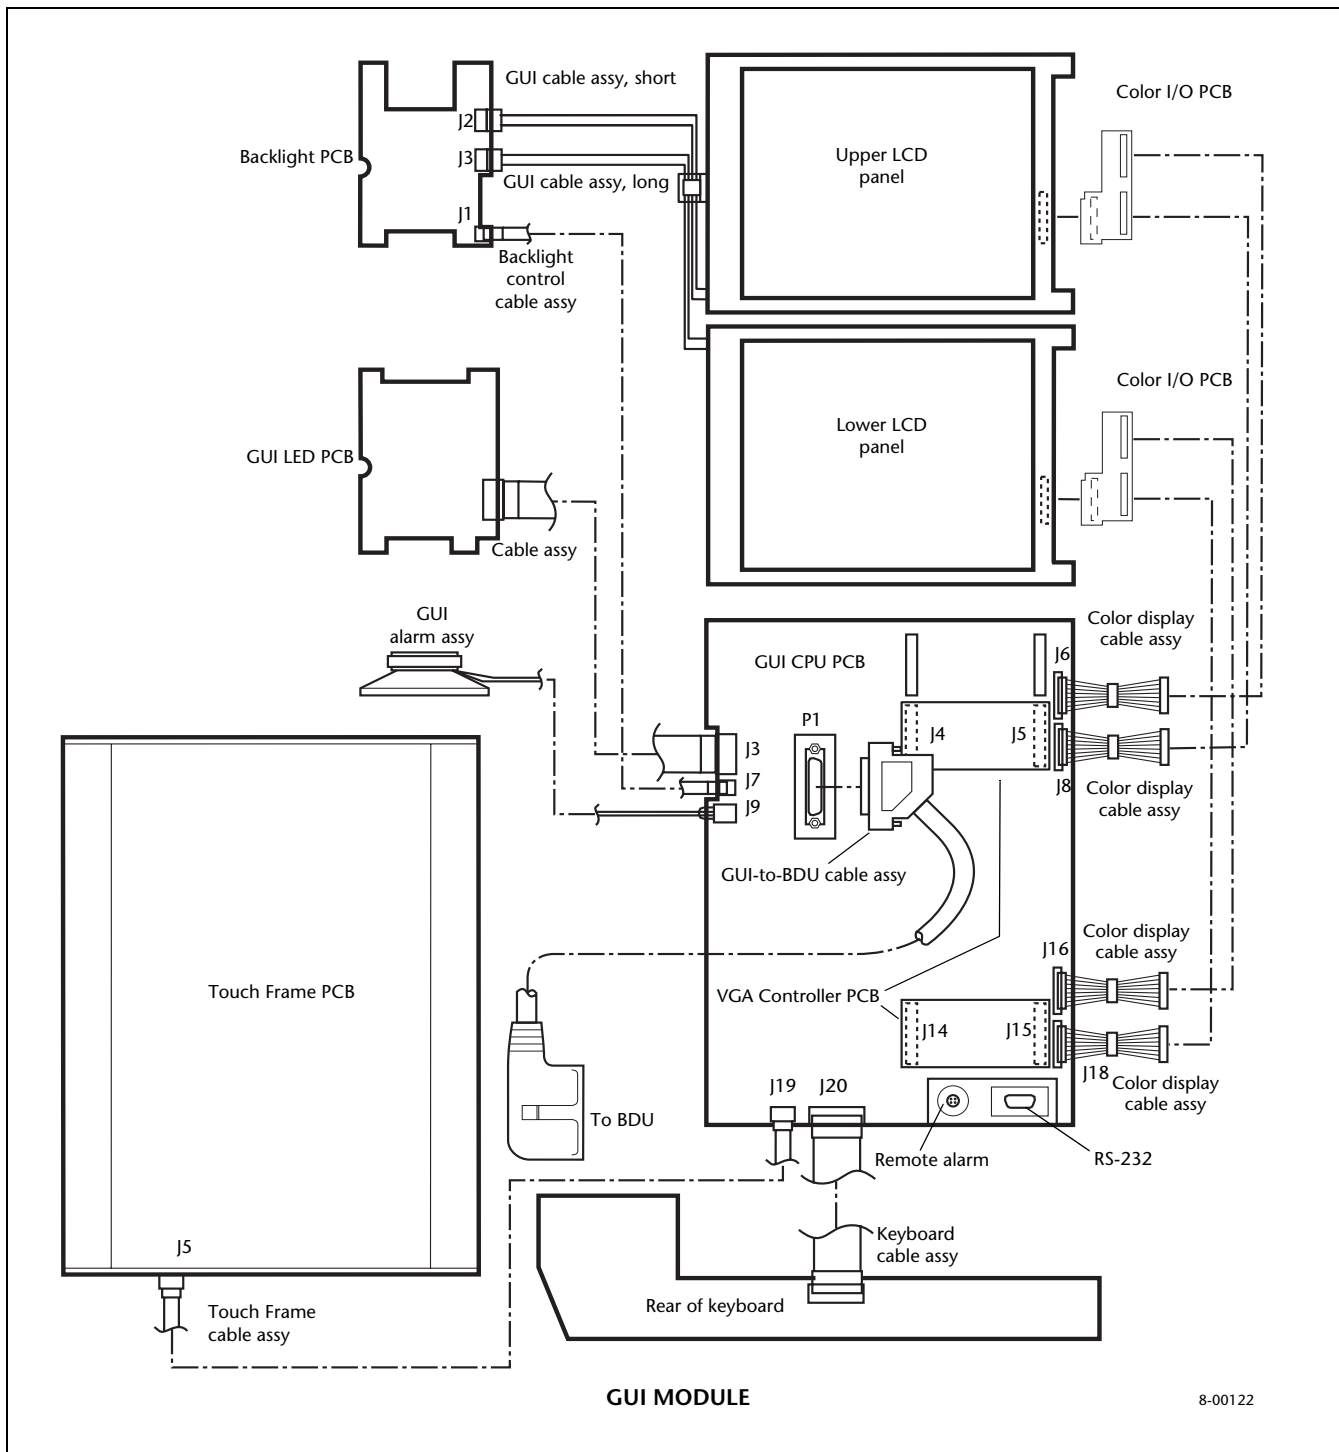 GUI cable assy, short
Color I/O PCB
J2
Backlight PCB
J3
Upper LCD
panel
GUI cable assy, long
J1
Backlight
control
cable assy
Color I/O PCB
Lower LCD
panel
GUI LED PCB
Cable assy
GUI
alarm assy
Color display
cable assy
GUI CPU PCB
J6
P1
J4
J5
J3
J7
J8
Color display
cable assy
J9
GUI-to-BDU cable assy
Color display
cable assy
J16
Touch Frame PCB
VGA Controller PCB
J14
J15
J18
Color display
cable assy
J19
J20
To BDU
Remote alarm
RS-232
J5
Keyboard
cable assy
Rear of keyboard
Touch Frame
cable assy
GUI MODULE
8-00122